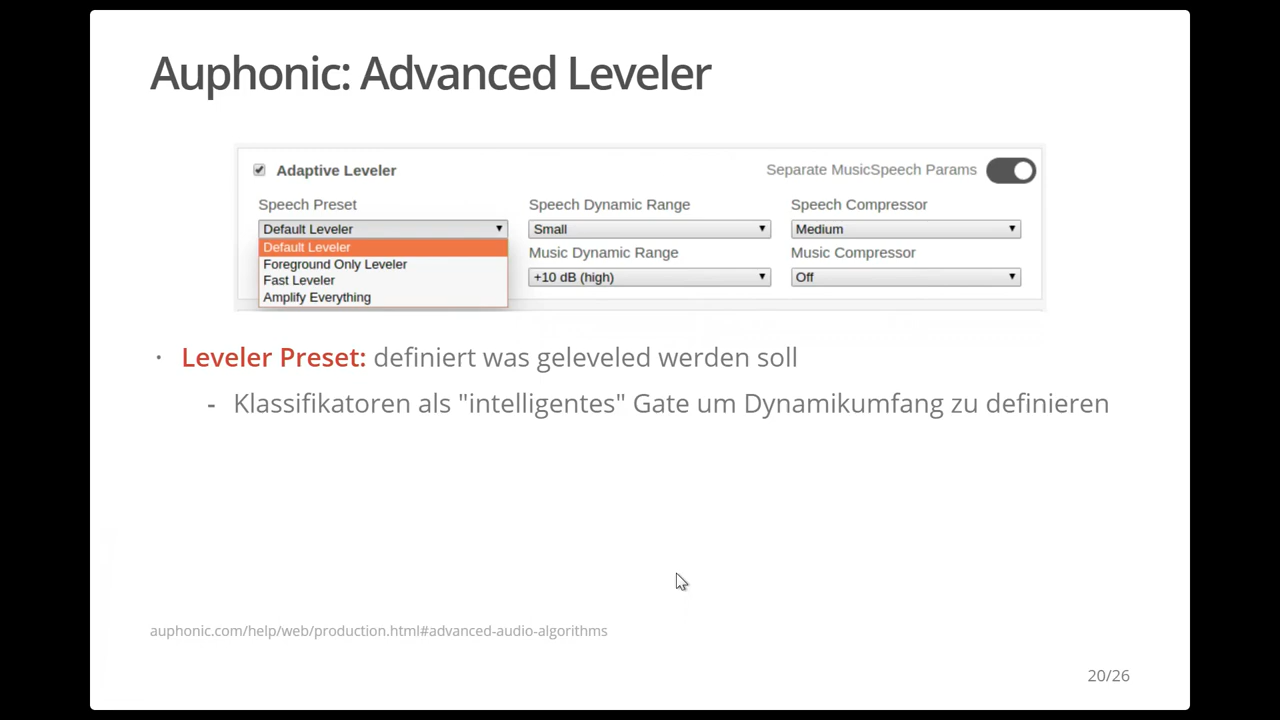 Auphonic: Advanced Leveler
Adaptive Leveler
Separate MusicSpeech Params
Speech Preset
Speech Dynamic Range
Speech Compressor
Default Leveler
Small
Medium
Default Leveler
Music Dynamic Range
Music Compressor
Foreground Only Leveler
Fast Leveler
+10 dB (high)
Off
Amplify Everything
· Leveler Preset: definiert was geleveled werden soll
- Klassifikatoren als "intelligentes" Gate um Dynamikumfang zu definieren
auphonic.com/help/web/production.html#advanced-audio-algorithms
20/26